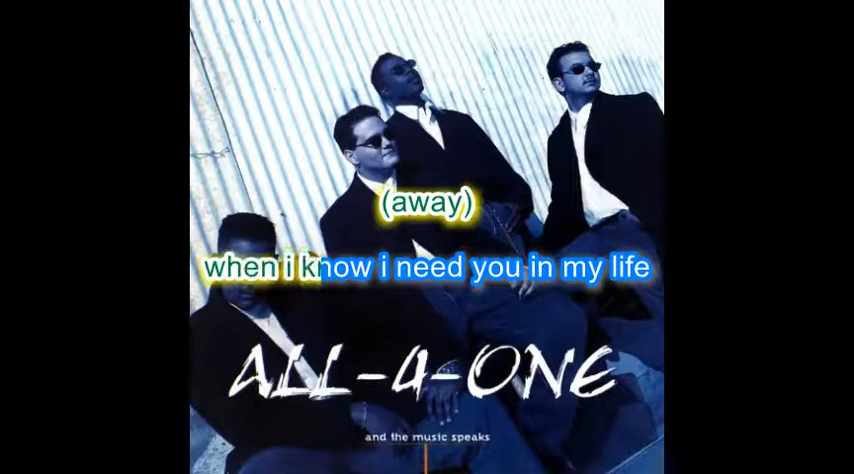 (away)
when i know i need you in my life
ALL-4-ONE
and the music speaks